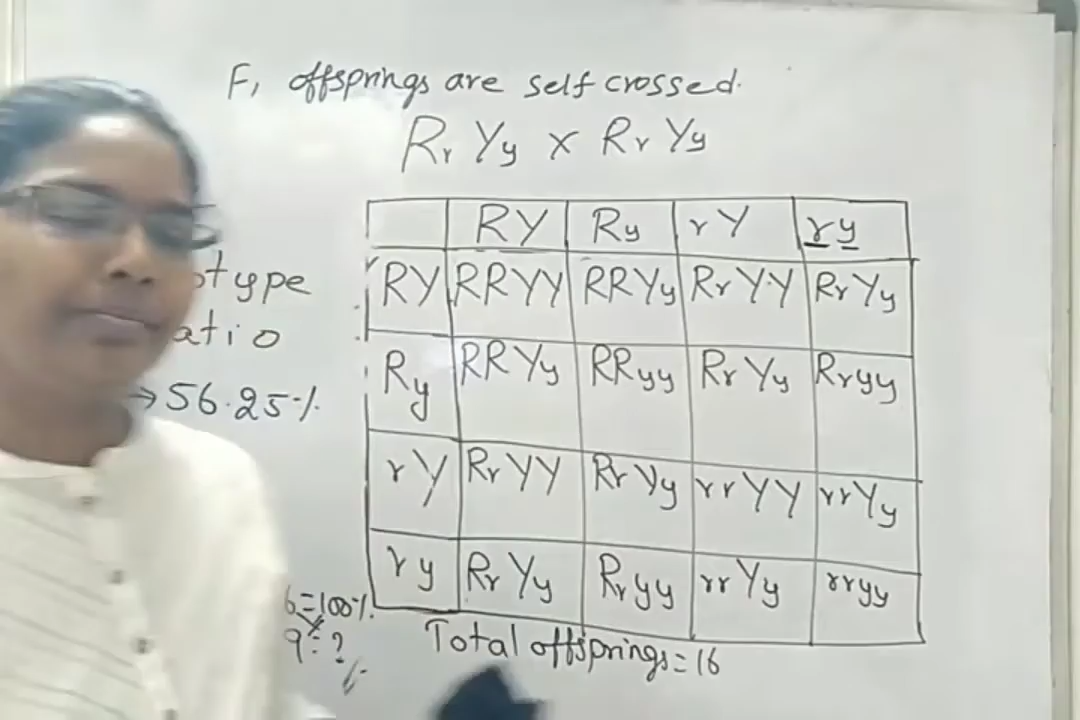 F₁ offsprings are self crossed.
Rr Yy x Rr Yy
RY Ry rY ry
RY RRYY RRYy RrYY RrYy
Ry RRYy RRyy RrYy Rryy
rY RrYY RrYy rrYY rrYy
ry RrYy Rryy rrYy rryy
Total offsprings = 16
otype
atio
→ 56.25%
6 = 100%
9 = ?
%